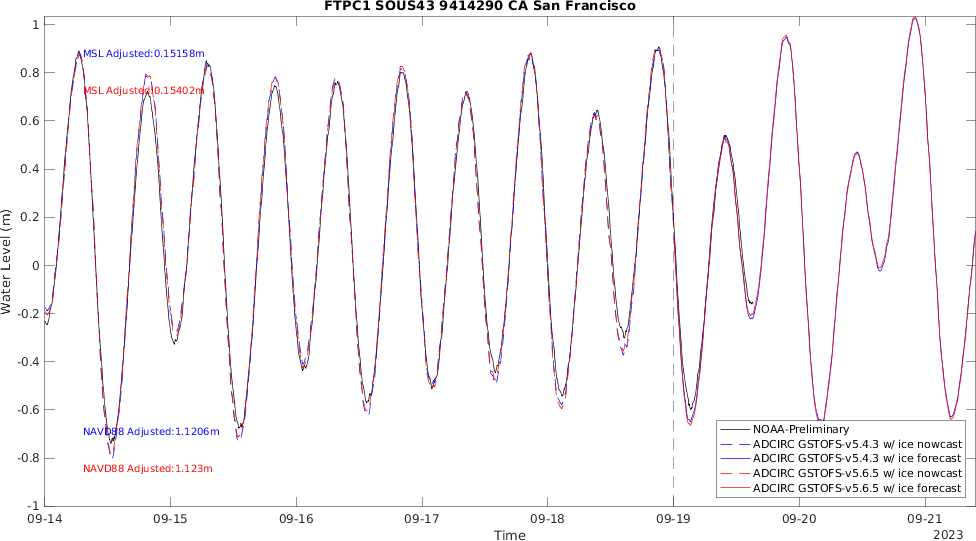 FTPC1 SOUS43 9414290 CA San Francisco
1
0.8
0.6
0.4
0.2
0
-0.2
-0.4
-0.6
-0.8
-1
Water Level (m)
MSL Adjusted:0.15158m
MSL Adjusted:0.15402m
NAVD88 Adjusted:1.1206m
NAVD88 Adjusted:1.123m
NOAA-Preliminary
ADCIRC GSTOFS-v5.4.3 w/ ice nowcast
ADCIRC GSTOFS-v5.4.3 w/ ice forecast
ADCIRC GSTOFS-v5.6.5 w/ ice nowcast
ADCIRC GSTOFS-v5.6.5 w/ ice forecast
09-14 09-15 09-16 09-17 09-18 09-19 09-20 09-21
Time
2023